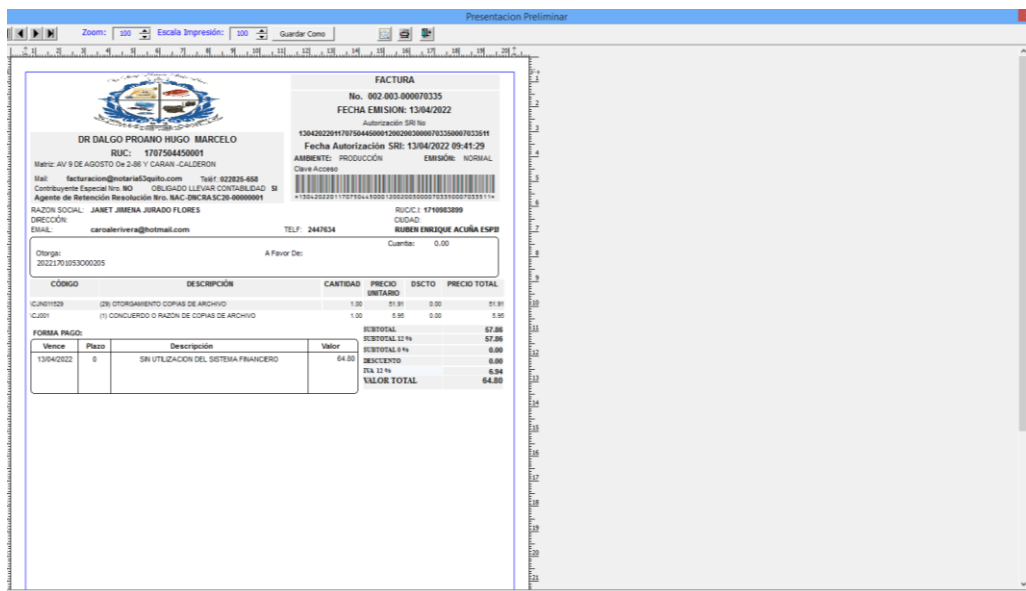 Presentacion Preliminar
Zoom: 100 Escala Impresión: 100 Guardar Como
FACTURA
No. 002-003-000070335
FECHA EMISION: 13/04/2022
Autorización SRI No
Fecha Autorización SRI: 13/04/2022 09:41:29
AMBIENTE: PRODUCCIÓN EMISIÓN: NORMAL
Clave Acceso
DR DALGO PROANO HUGO MARCELO
RUC: 1707504450001
Matriz: AV 9 DE AGOSTO Oe 2-86 Y CARAN -CALDERON
Mail: facturacion@notaria53quito.com Teléf: 022825-658
Contribuyente Especial Nro. NO OBLIGADO LLEVAR CONTABILIDAD SI
Agente de Retención Resolución Nro. NAC-DNCRASC20-00000001
RAZON SOCIAL: JANET JIMENA JURADO FLORES RUC/C.I: 1710983899
DIRECCIÓN: CIUDAD:
EMAIL: caroalerivera@hotmail.com TELF: 2447634 RUBEN ENRIQUE ACUÑA ESPI
Cuantia: 0.00
Otorga: A Favor De:
20221701053O00205
CÓDIGO DESCRIPCIÓN CANTIDAD PRECIO UNITARIO DSCTO PRECIO TOTAL
(29) OTORGAMIENTO COPIAS DE ARCHIVO 1.00 51.91 0.00 51.91
(1) CONCUERDO O RAZÓN DE COPIAS DE ARCHIVO 1.00 5.95 0.00 5.95
FORMA PAGO:
Vence Plazo Descripción Valor
13/04/2022 0 SIN UTILIZACION DEL SISTEMA FINANCIERO 64.80
SUBTOTAL 57.86
SUBTOTAL 12 % 57.86
SUBTOTAL 0 % 0.00
DESCUENTO 0.00
IVA 12 % 6.94
VALOR TOTAL 64.80